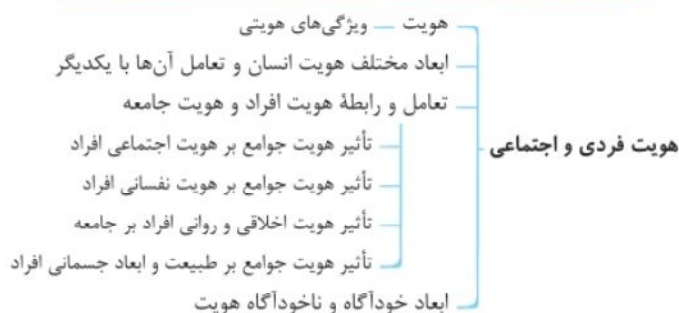 هویت — ویژگی‌های هویتی
ابعاد مختلف هویت انسان و تعامل آن‌ها با یکدیگر
تعامل و رابطهٔ هویت افراد و هویت جامعه
هویت فردی و اجتماعی
تأثیر هویت جوامع بر هویت اجتماعی افراد
تأثیر هویت جوامع بر هویت نفسانی افراد
تأثیر هویت اخلاقی و روانی افراد بر جامعه
تأثیر هویت جوامع بر طبیعت و ابعاد جسمانی افراد
ابعاد خودآگاه و ناخودآگاه هویت